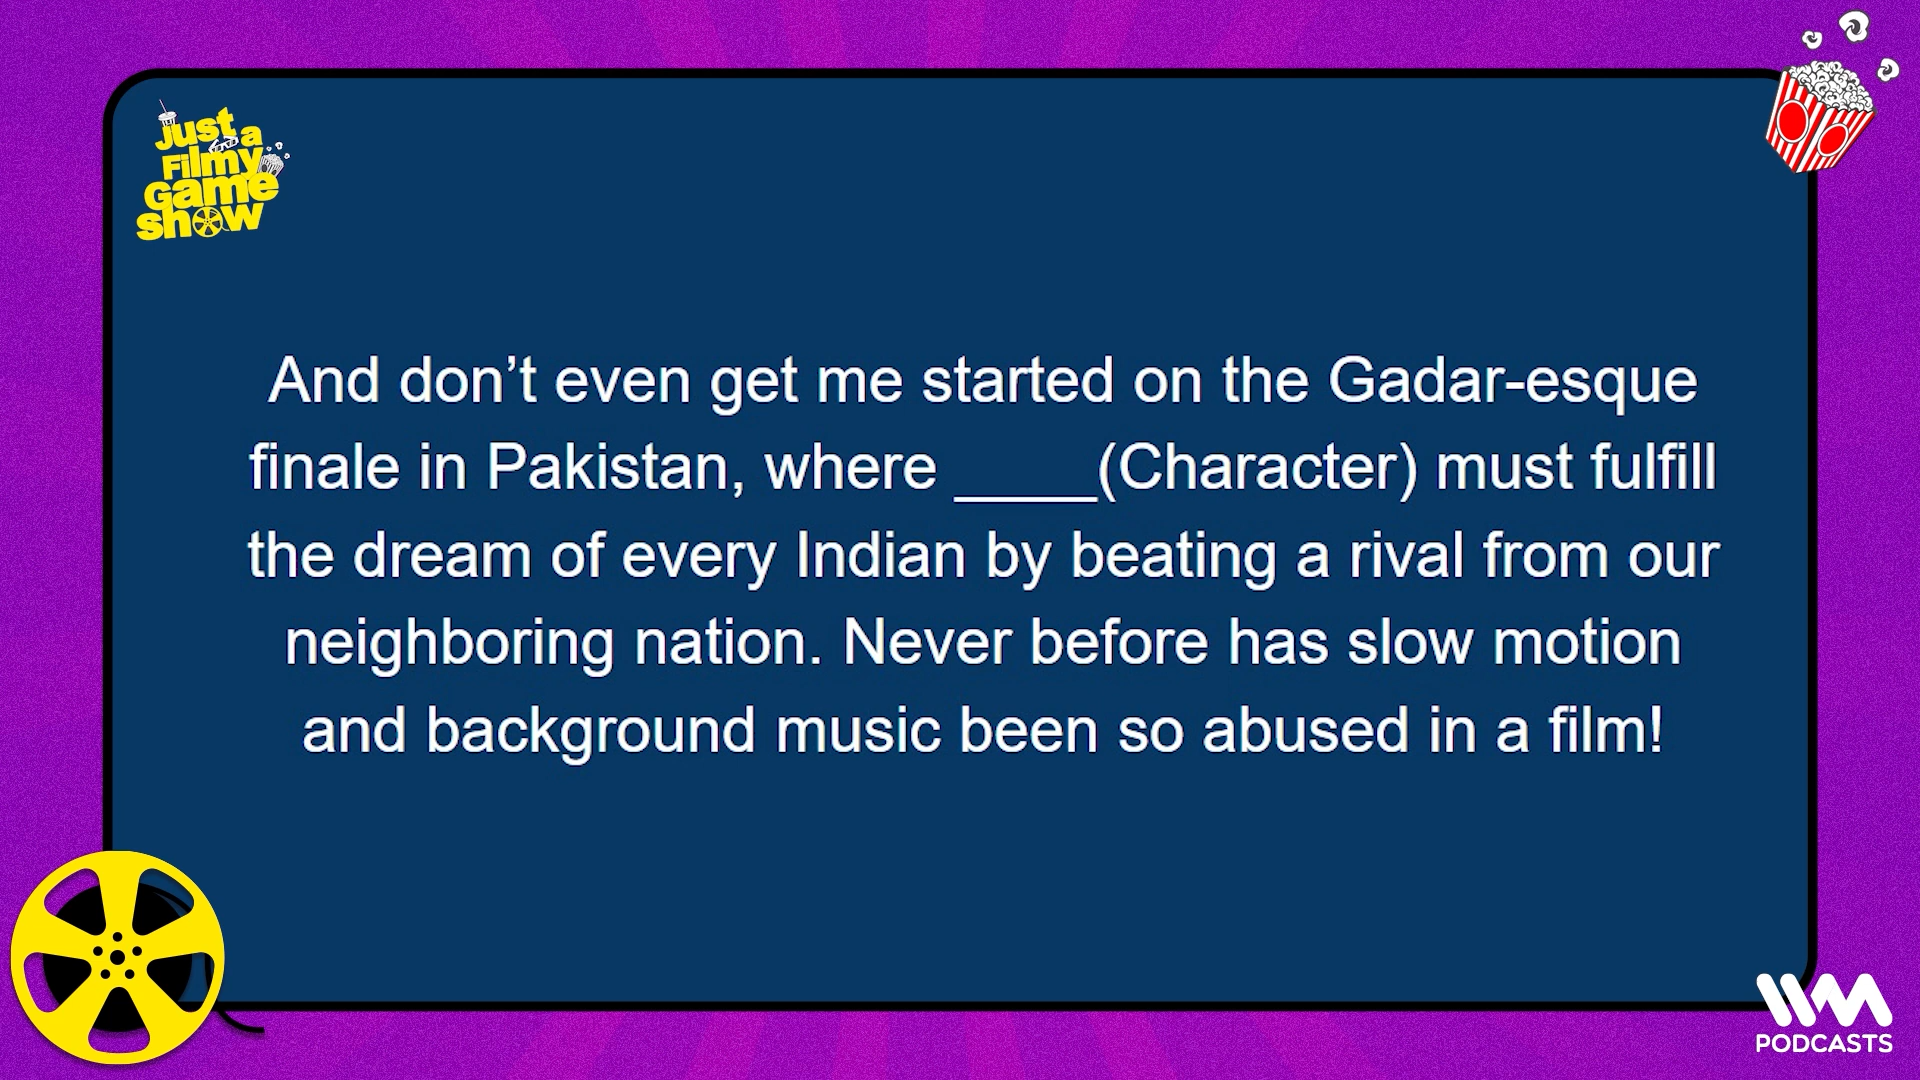 Just a
Filmy
Game
show
And don’t even get me started on the Gadar-esque
finale in Pakistan, where ____(Character) must fulfill
the dream of every Indian by beating a rival from our
neighboring nation. Never before has slow motion
and background music been so abused in a film!
IVM
PODCASTS